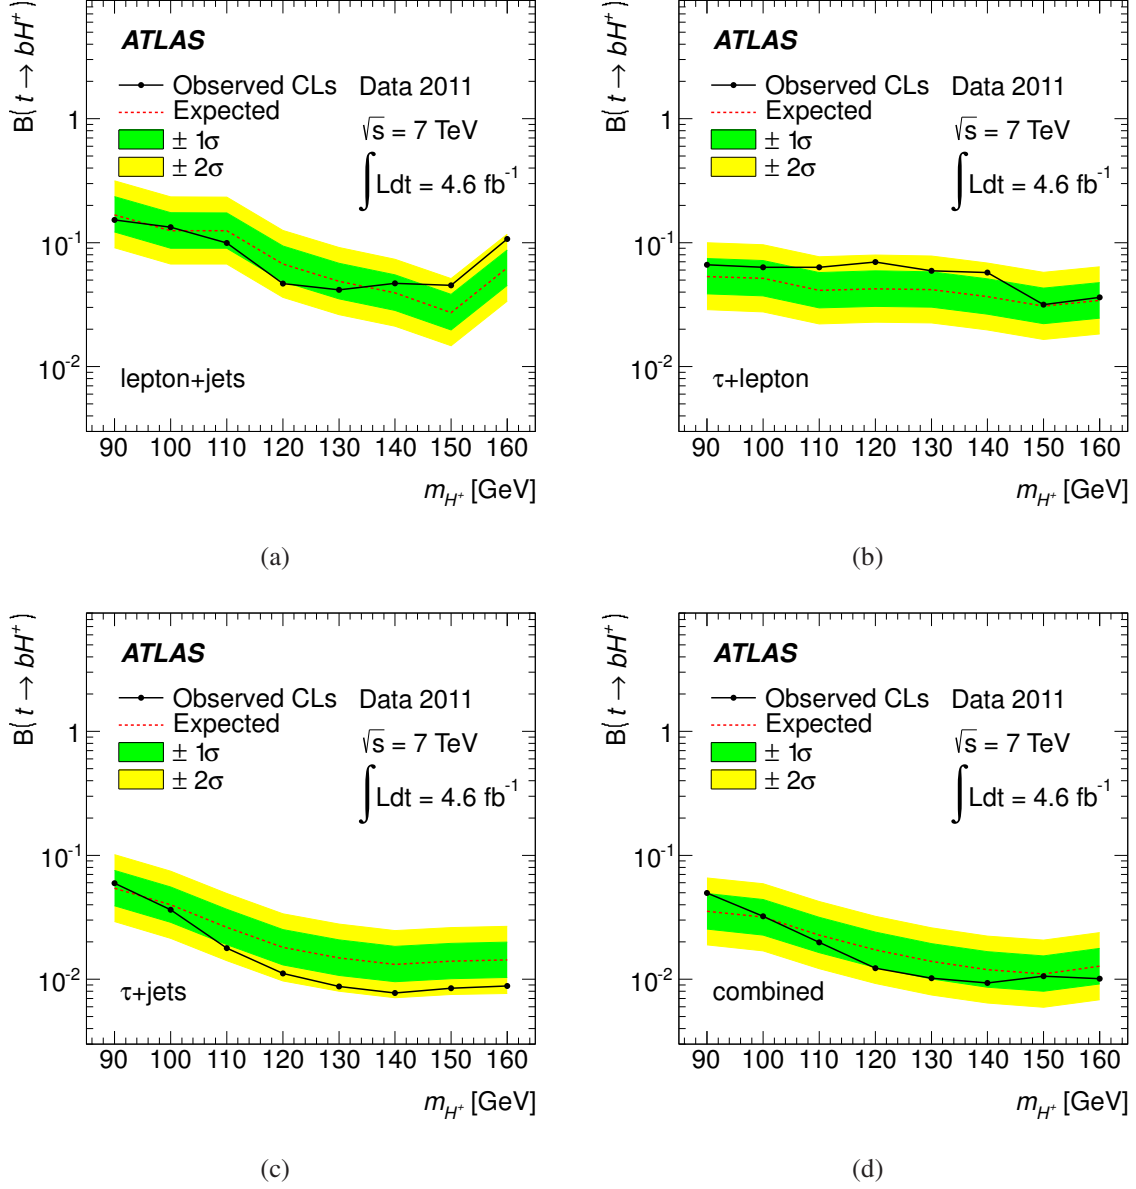 B(t → bH⁺)
ATLAS
Observed CLs
Expected
± 1σ
± 2σ
Data 2011
√s = 7 TeV
∫Ldt = 4.6 fb⁻¹
1
10⁻¹
10⁻²
lepton+jets
90 100 110 120 130 140 150 160
m_H⁺ [GeV]
(a)
B(t → bH⁺)
ATLAS
Observed CLs
Expected
± 1σ
± 2σ
Data 2011
√s = 7 TeV
∫Ldt = 4.6 fb⁻¹
1
10⁻¹
10⁻²
τ+lepton
90 100 110 120 130 140 150 160
m_H⁺ [GeV]
(b)
B(t → bH⁺)
ATLAS
Observed CLs
Expected
± 1σ
± 2σ
Data 2011
√s = 7 TeV
∫Ldt = 4.6 fb⁻¹
1
10⁻¹
10⁻²
τ+jets
90 100 110 120 130 140 150 160
m_H⁺ [GeV]
(c)
B(t → bH⁺)
ATLAS
Observed CLs
Expected
± 1σ
± 2σ
Data 2011
√s = 7 TeV
∫Ldt = 4.6 fb⁻¹
1
10⁻¹
10⁻²
combined
90 100 110 120 130 140 150 160
m_H⁺ [GeV]
(d)